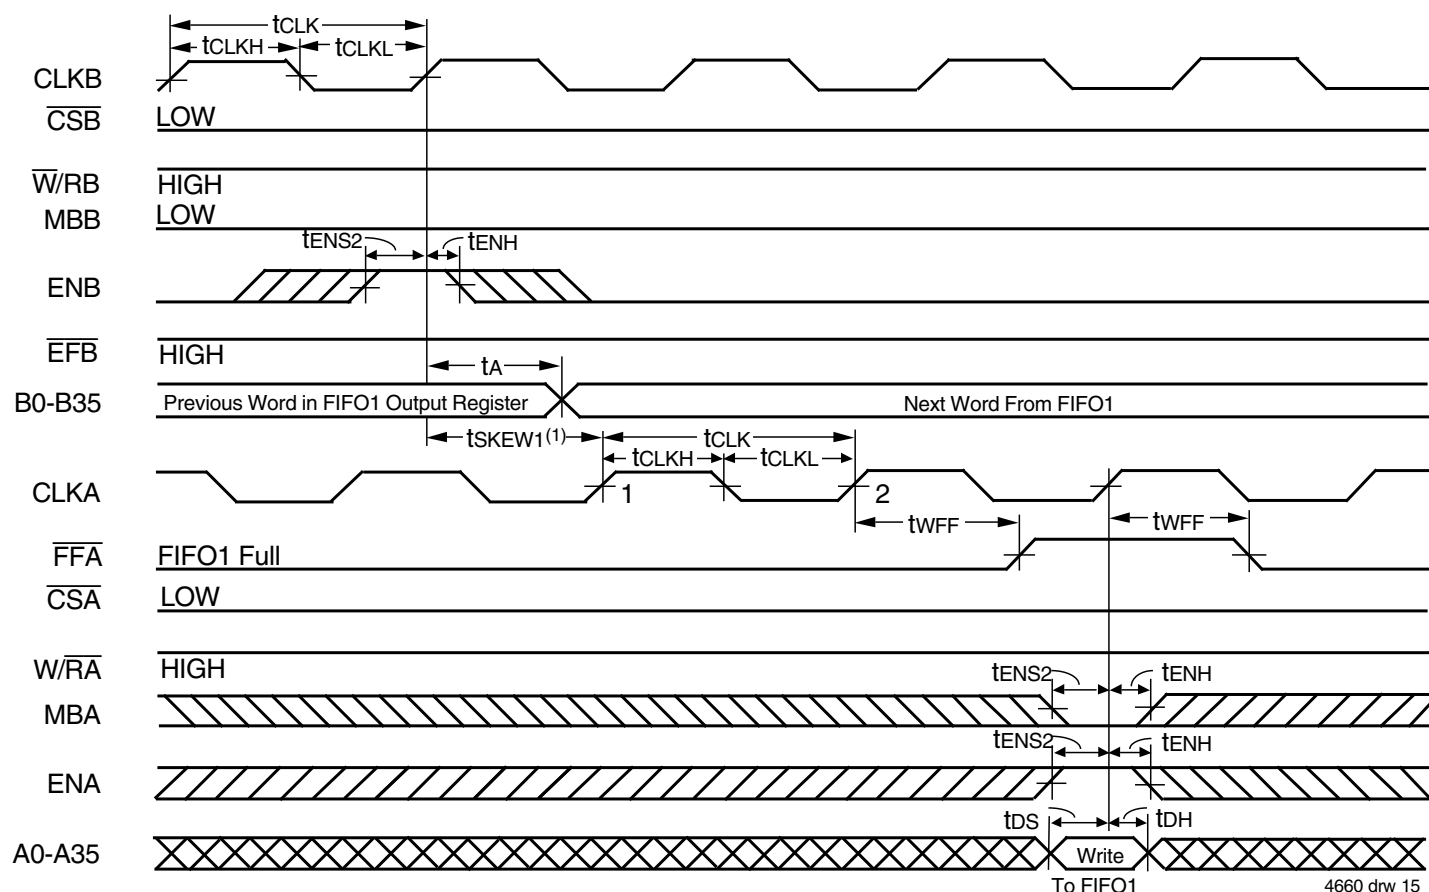 tCLK
tCLKH
tCLKL
CLKB
CSB
LOW
W/RB
HIGH
MBB
LOW
tENS2
tENH
ENB
EFB
HIGH
tA
B0-B35
Previous Word in FIFO1 Output Register
Next Word From FIFO1
tSKEW1(1)
tCLK
tCLKH
tCLKL
CLKA
1
2
tWFF
tWFF
FFA
FIFO1 Full
CSA
LOW
W/RA
HIGH
tENS2
tENH
MBA
tENS2
tENH
ENA
tDS
tDH
A0-A35
Write
To FIFO1
4660 drw 15